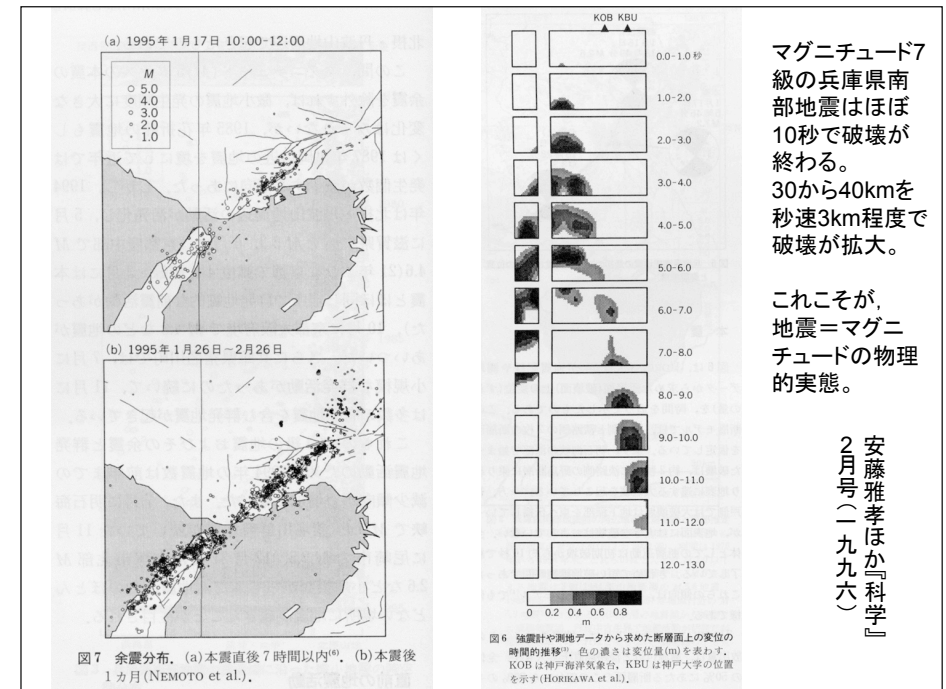 (a) 1995年1月17日 10:00-12:00
M
5.0
4.0
3.0
2.0
1.0
(b) 1995年1月26日～2月26日
図7 余震分布．(a)本震直後7時間以内⁽⁶⁾．(b)本震後
1ヵ月(NEMOTO et al.)．
KOB KBU
0.0-1.0秒
1.0-2.0
2.0-3.0
3.0-4.0
4.0-5.0
5.0-6.0
6.0-7.0
7.0-8.0
8.0-9.0
9.0-10.0
10.0-11.0
11.0-12.0
12.0-13.0
0 0.2 0.4 0.6 0.8
m
図6 強震計や測地データから求めた断層面上の変位の
時間的推移⁽³⁾．色の濃さは変位量(m)を表わす．
KOBは神戸海洋気象台，KBUは神戸大学の位置
を示す(HORIKAWA et al.)．
マグニチュード7
級の兵庫県南
部地震はほぼ
10秒で破壊が
終わる。
30から40kmを
秒速3km程度で
破壊が拡大。
これこそが，
地震＝マグニ
チュードの物理
的実態。
安藤雅孝ほか『科学』
2月号（一九九六）